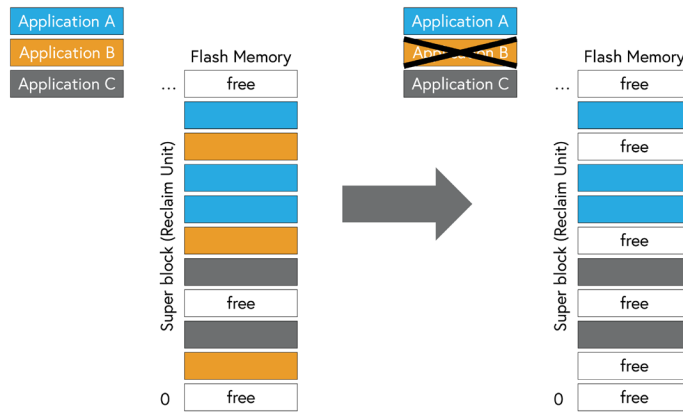 Application A
Application B
Application C
Flash Memory
...
free
free
free
0
Super block (Reclaim Unit)
Application A
Application B
Application C
Flash Memory
...
free
free
free
free
free
free
0
Super block (Reclaim Unit)